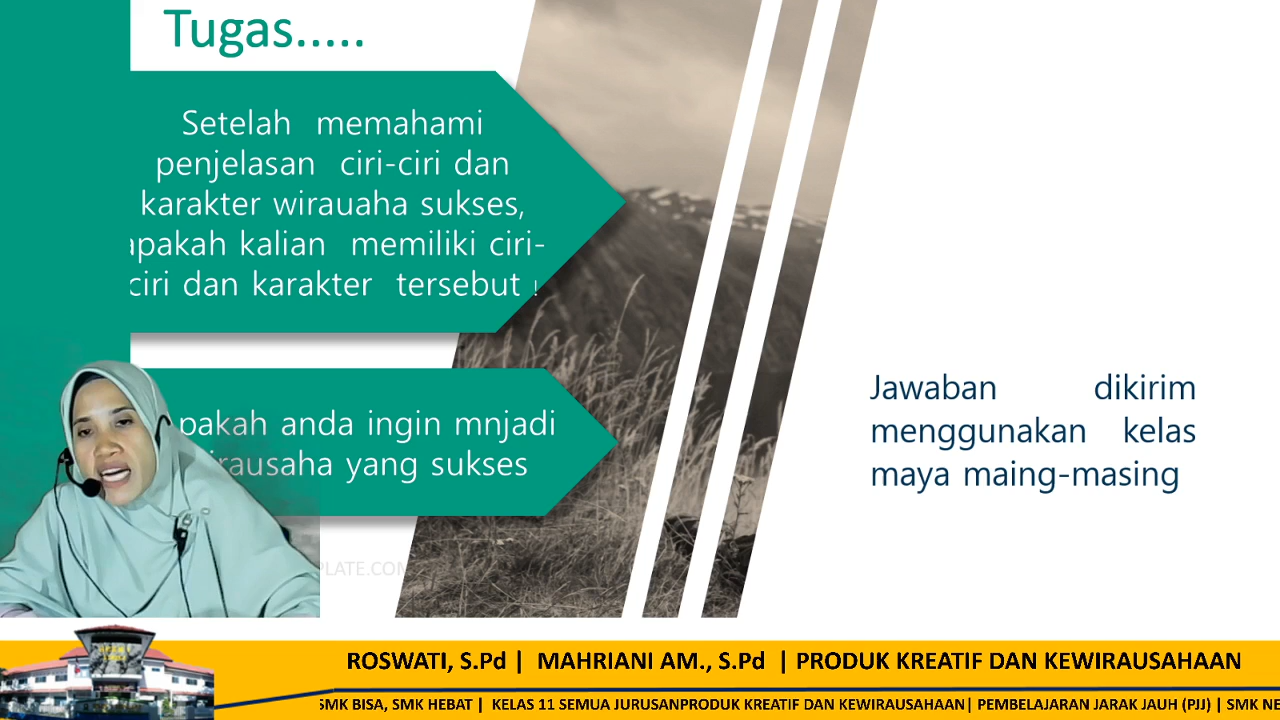 Tugas.....
Setelah memahami
penjelasan ciri-ciri dan
karakter wirauaha sukses,
apakah kalian memiliki ciri-
ciri dan karakter tersebut !
pakah anda ingin mnjadi
irausaha yang sukses
Jawaban dikirim
menggunakan kelas
maya maing-masing
PLATE.COM
ROSWATI, S.Pd | MAHRIANI AM., S.Pd | PRODUK KREATIF DAN KEWIRAUSAHAAN
SMK BISA, SMK HEBAT | KELAS 11 SEMUA JURUSANPRODUK KREATIF DAN KEWIRAUSAHAAN| PEMBELAJARAN JARAK JAUH (PJJ) | SMK NE